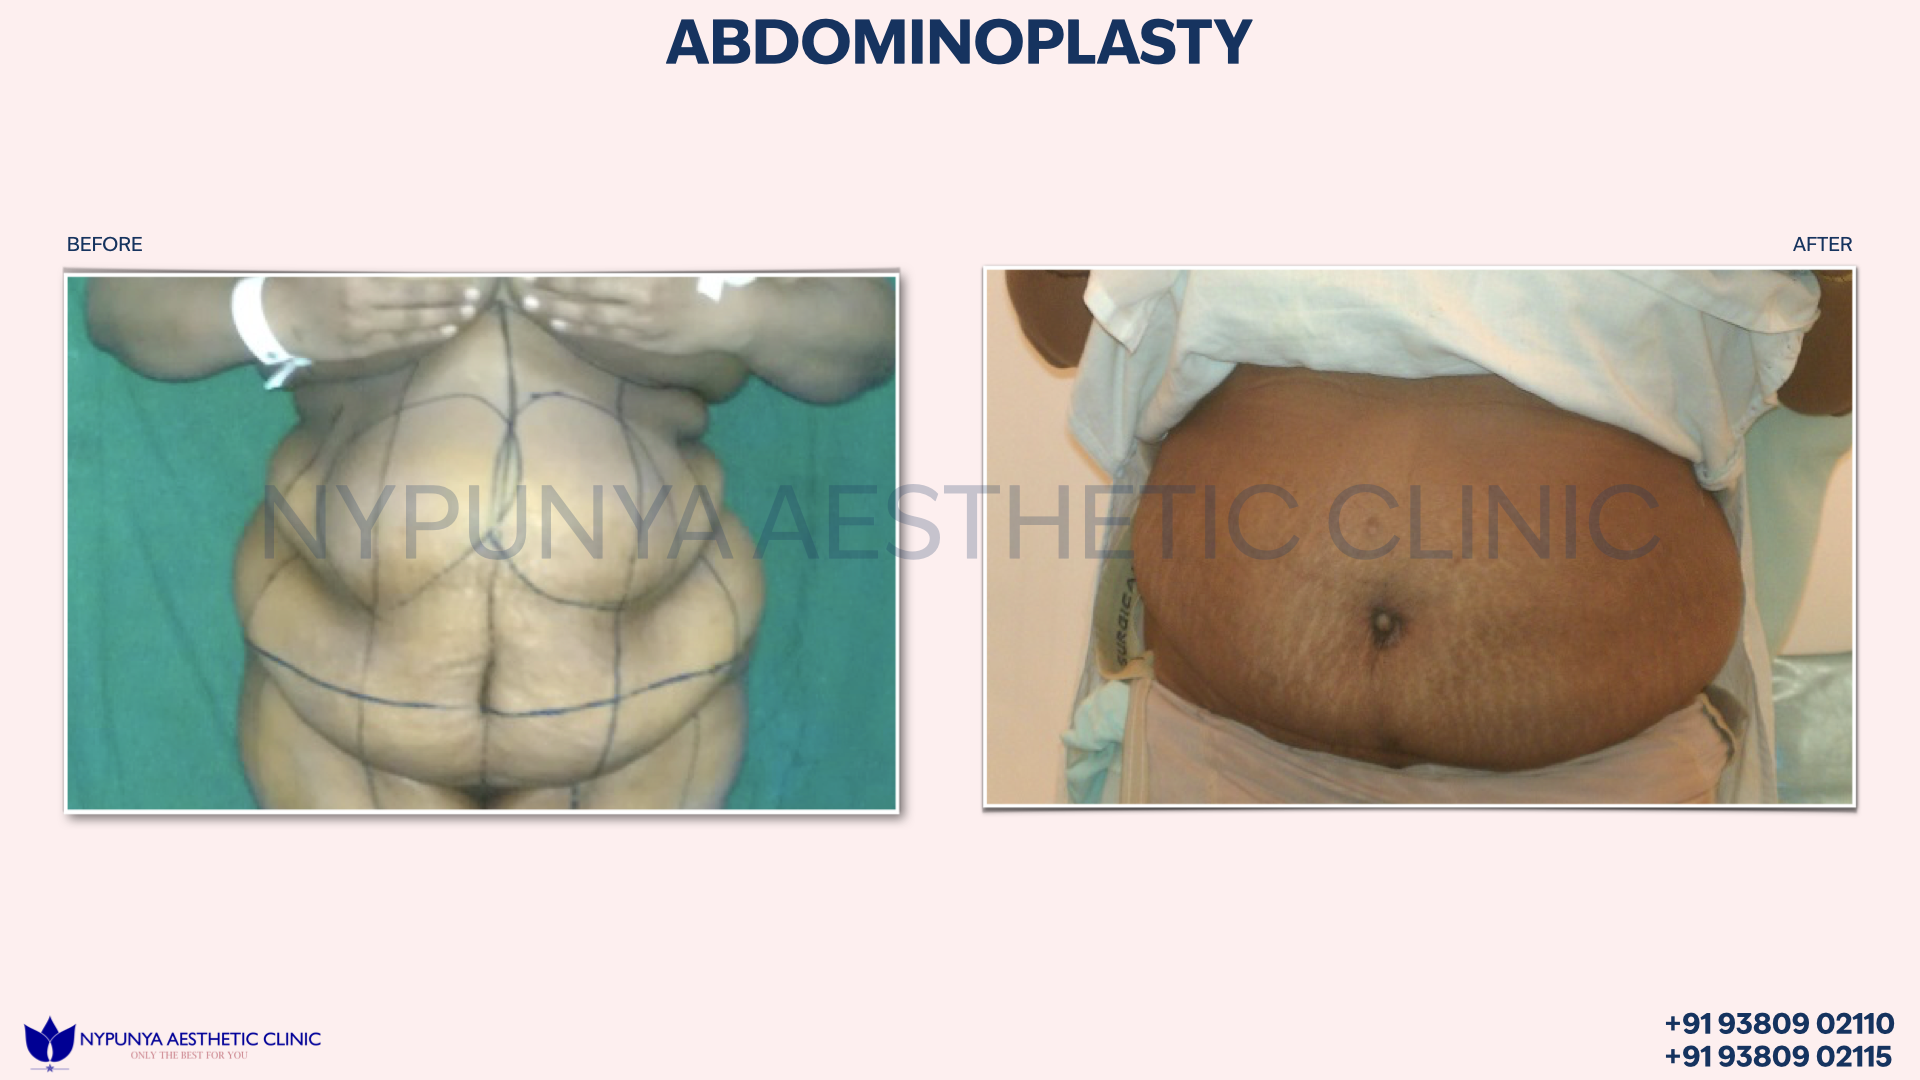 ABDOMINOPLASTY
BEFORE
AFTER
NYPUNYA AESTHETIC CLINIC
SURGICA
NYPUNYA AESTHETIC CLINIC
ONLY THE BEST FOR YOU
+91 93809 02110
+91 93809 02115